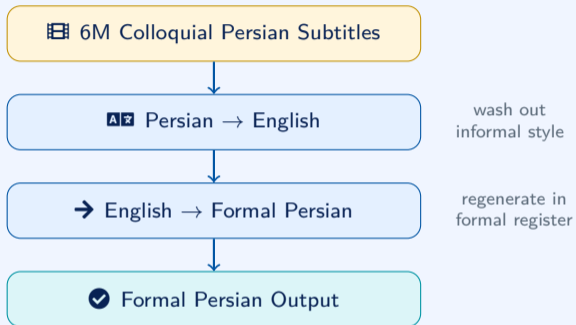 6M Colloquial Persian Subtitles
Persian → English
wash out
informal style
English → Formal Persian
regenerate in
formal register
Formal Persian Output